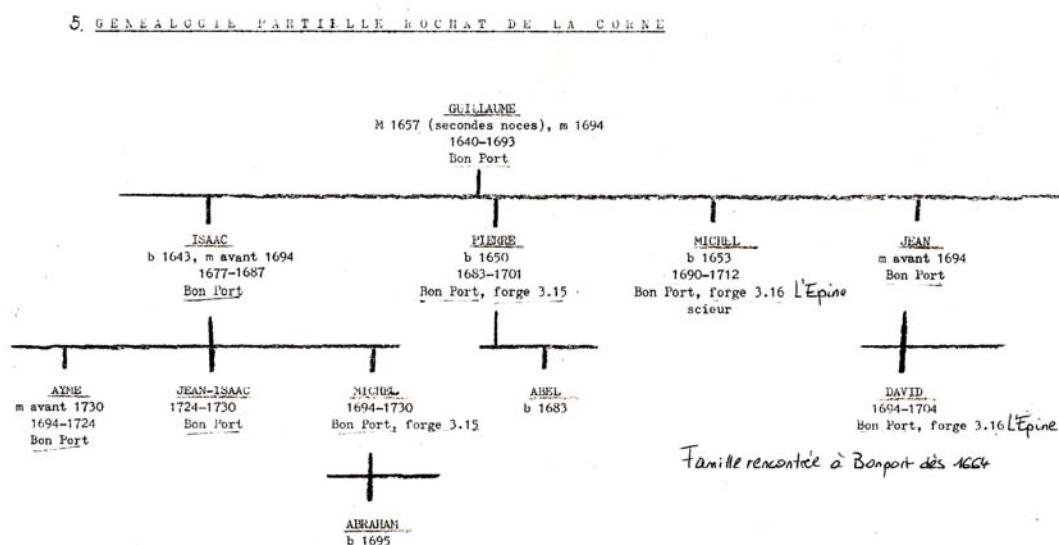 5. GENEALOGIE PARTIELLE ROCHAT DE LA CORNE
GUILLAUME
M 1657 (secondes noces), m 1694
1640-1693
Bon Port
ISAAC
b 1643, m avant 1694
1677-1687
Bon Port
PIERRE
b 1650
1683-1701
Bon Port, forge 3.15
MICHEL
b 1653
1690-1712
Bon Port, forge 3.16 L'Epine
scieur
JEAN
m avant 1694
Bon Port
AYME
m avant 1730
1694-1724
Bon Port
JEAN-ISAAC
1724-1730
Bon Port
MICHEL
1694-1730
Bon Port, forge 3.15
ABEL
b 1683
DAVID
1694-1704
Bon Port, forge 3.16 L'Epine
Famille rencontrée à Bonport dès 1664
ABRAHAM
b 1695